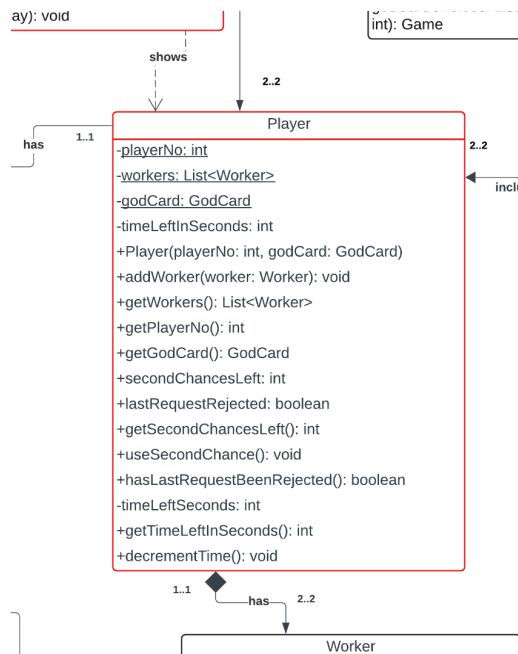 ay): void
int): Game
shows
2..2
has
1..1
Player
2..2
-playerNo: int
-workers: List<Worker>
-godCard: GodCard
-timeLeftInSeconds: int
+Player(playerNo: int, godCard: GodCard)
+addWorker(worker: Worker): void
+getWorkers(): List<Worker>
+getPlayerNo(): int
+getGodCard(): GodCard
+secondChancesLeft: int
+lastRequestRejected: boolean
+getSecondChancesLeft(): int
+useSecondChance(): void
+hasLastRequestBeenRejected(): boolean
-timeLeftSeconds: int
+getTimeLeftInSeconds(): int
+decrementTime(): void
inclu
1..1
has
2..2
Worker